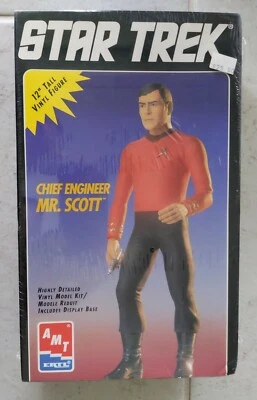 STAR TREK®
12" TALL
VINYL FIGURE
CHIEF ENGINEER
MR. SCOTT™
HIGHLY DETAILED
VINYL MODEL KIT/
MODELE REDUIT
INCLUDES DISPLAY BASE
AMT
ERTL